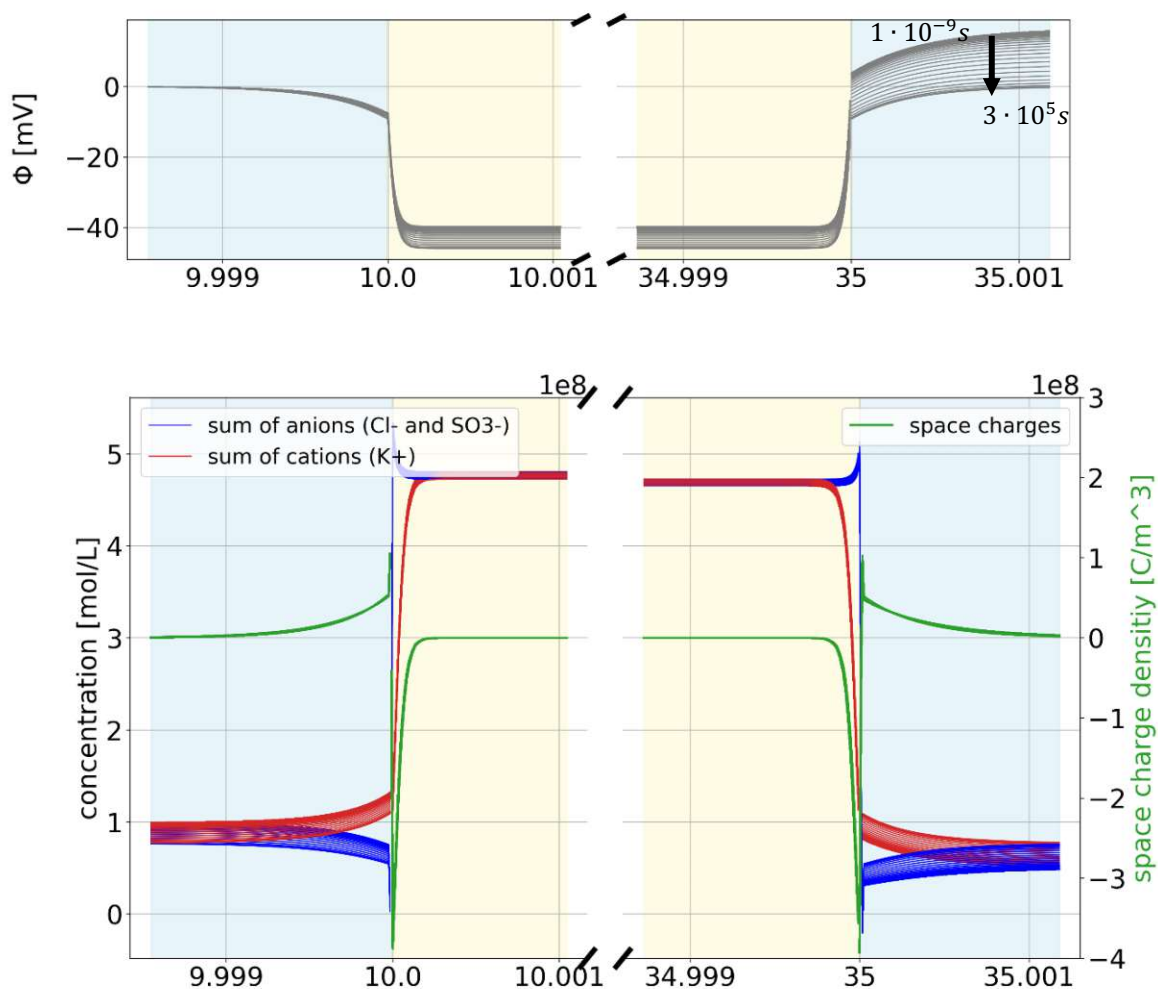 1 · 10⁻⁹s
0
3 · 10⁵s
−20
−40
Φ [mV]
9.999 10.0 10.001 34.999 35 35.001
1e8 1e8
sum of anions (Cl- and SO3-)
sum of cations (K+)
space charges
5
4
3
2
1
0
concentration [mol/L]
3
2
1
0
−1
−2
−3
−4
space charge densitiy [C/m^3]
9.999 10.0 10.001 34.999 35 35.001